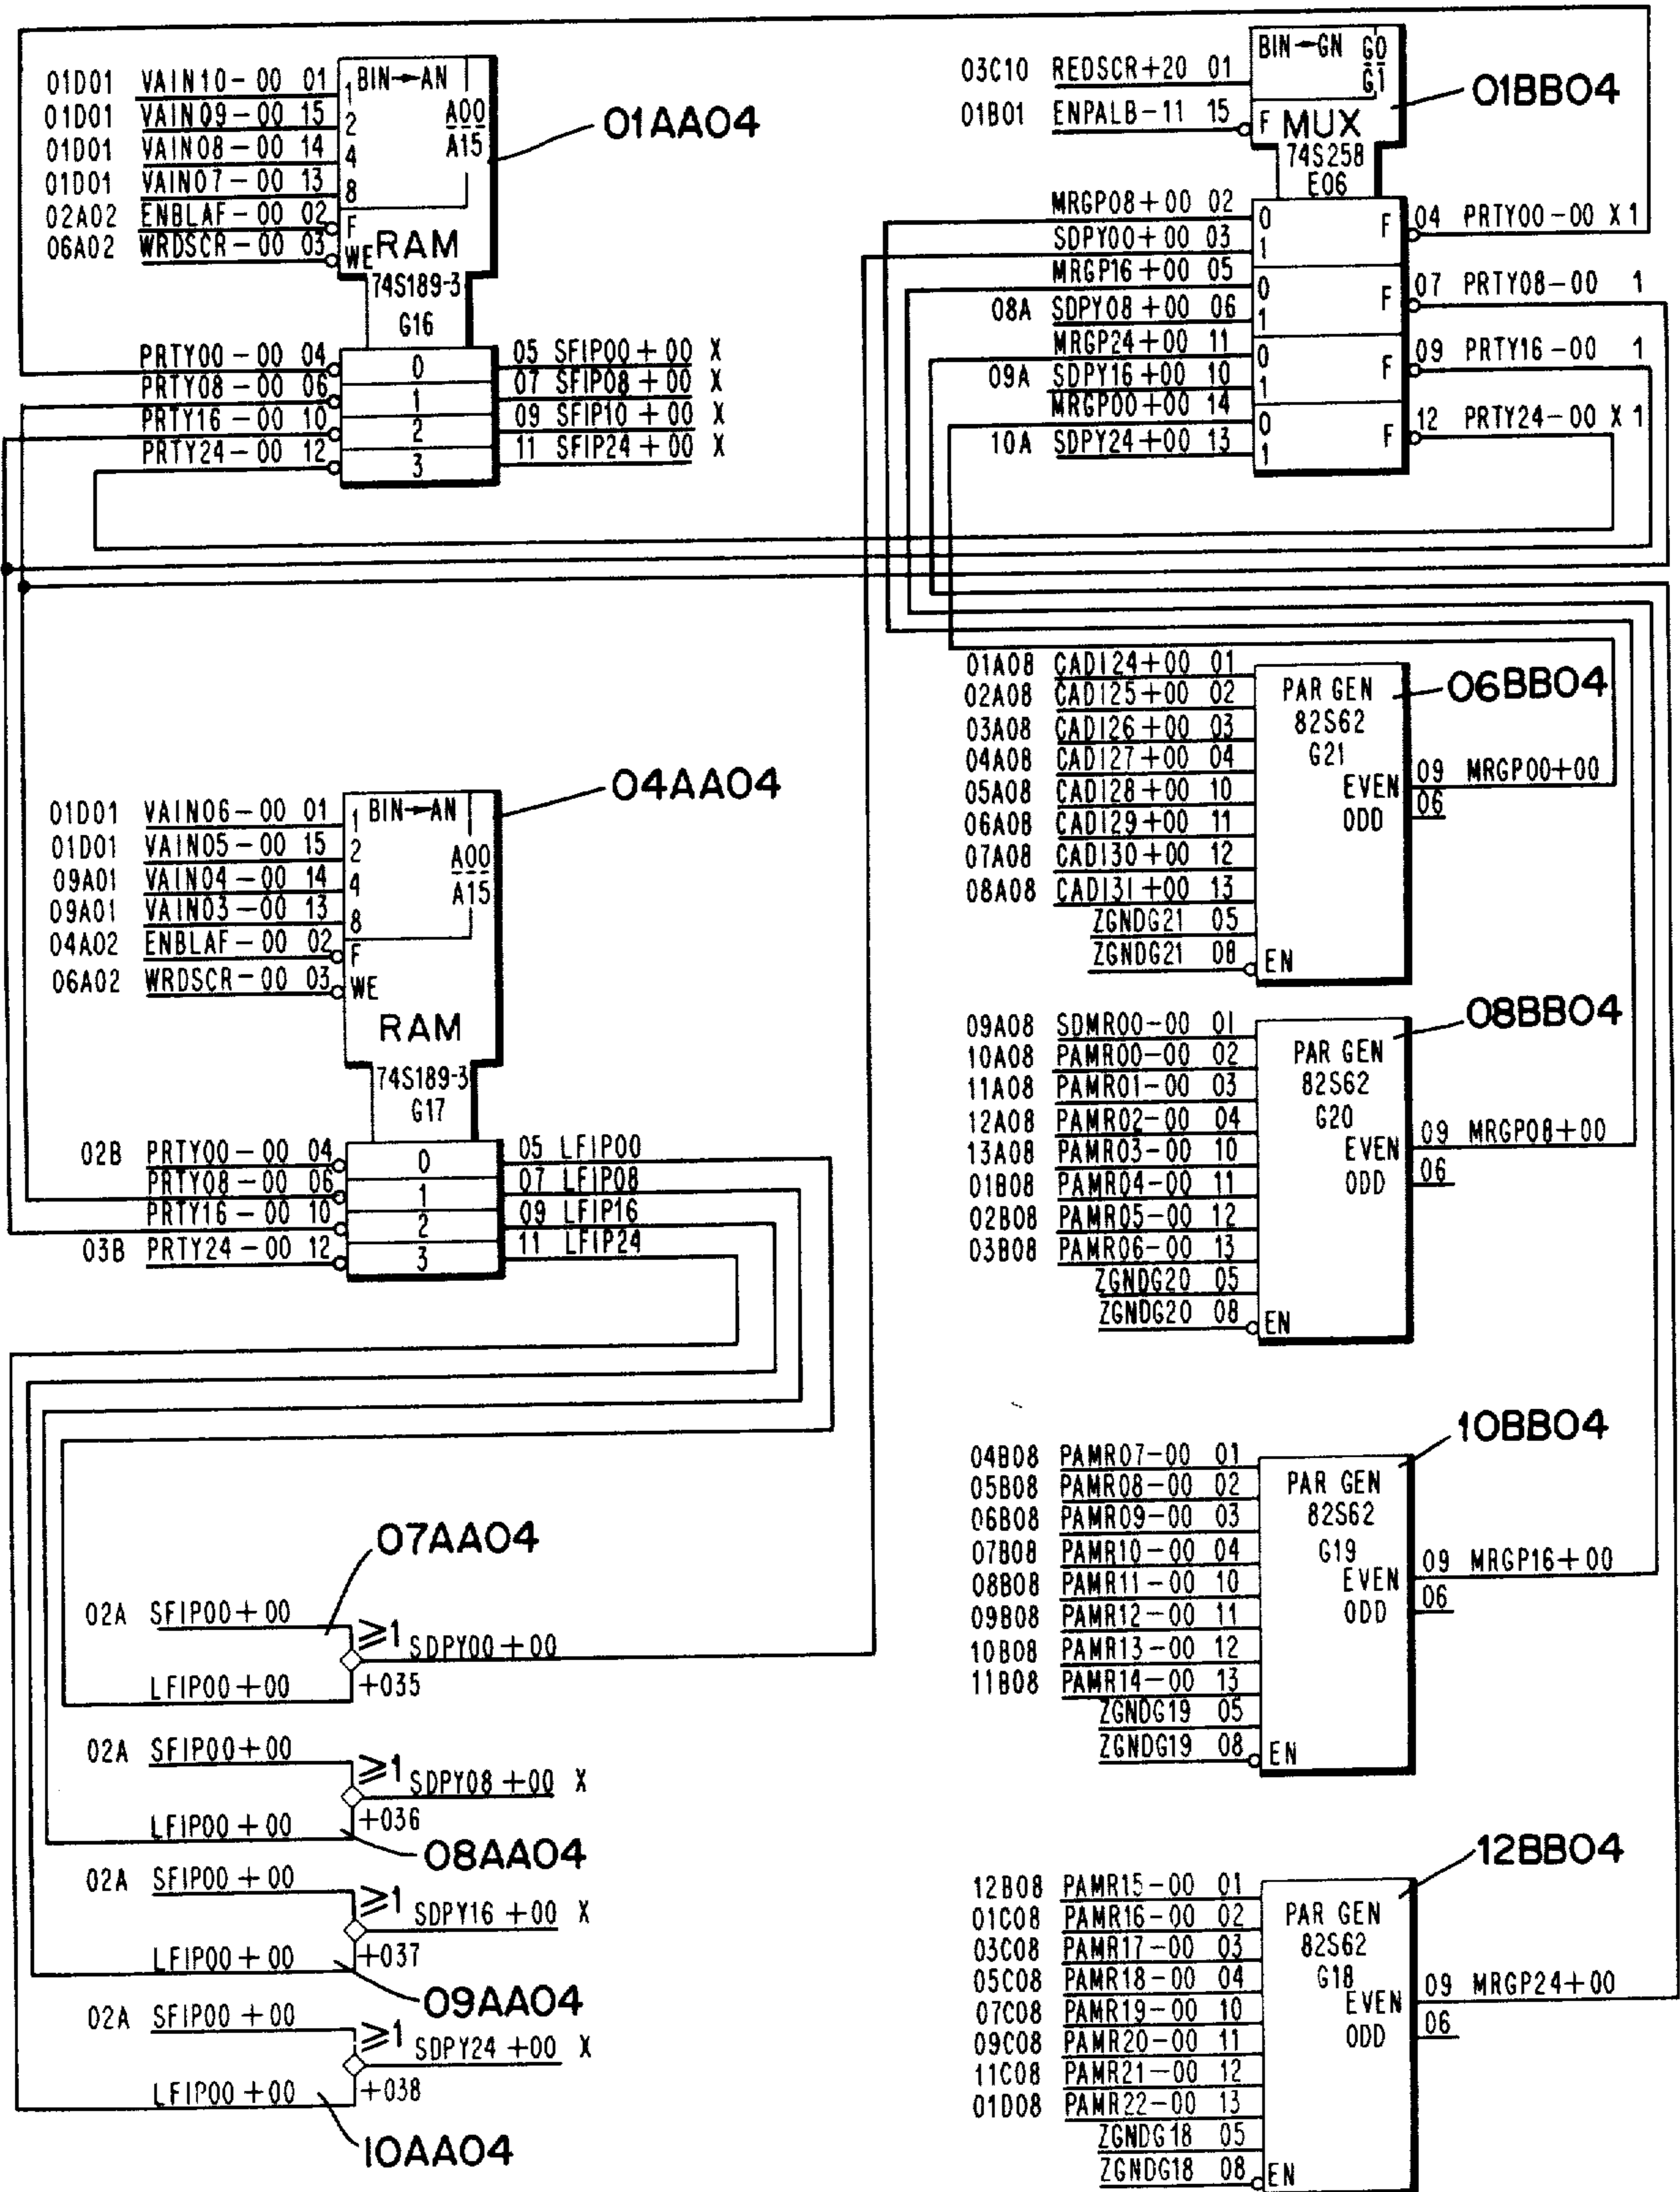 01D01 VAIN10-00 01
01D01 VAIN09-00 15
01D01 VAIN08-00 14
01D01 VAIN07-00 13
02A02 ENBLAF-00 02
06A02 WRDSCR-00 03
1 BIN→AN
2 A00
4 A15
8
F
WE RAM
74S189-3
G16
01AA04
PRTY00-00 04 0 05 SFIP00+00 X
PRTY08-00 06 1 07 SFIP08+00 X
PRTY16-00 10 2 09 SFIP10+00 X
PRTY24-00 12 3 11 SFIP24+00 X
03C10 REDSCR+20 01
01B01 ENPALB-11 15
BIN→GN G0
G1
F MUX
74S258
E06
01BB04
MRGP08+00 02 0 F 04 PRTY00-00 X 1
SDPY00+00 03 1
MRGP16+00 05 0 F 07 PRTY08-00 1
08A SDPY08+00 06 1
MRGP24+00 11 0 F 09 PRTY16-00 1
09A SDPY16+00 10 1
MRGP00+00 14 0 F 12 PRTY24-00 X 1
10A SDPY24+00 13 1
01D01 VAIN06-00 01
01D01 VAIN05-00 15
09A01 VAIN04-00 14
09A01 VAIN03-00 13
04A02 ENBLAF-00 02
06A02 WRDSCR-00 03
1 BIN→AN
2 A00
4 A15
8
F
WE
RAM
74S189-3
G17
04AA04
02B PRTY00-00 04 0 05 LFIP00
PRTY08-00 06 1 07 LFIP08
PRTY16-00 10 2 09 LFIP16
03B PRTY24-00 12 3 11 LFIP24
07AA04
02A SFIP00+00
≥1 SDPY00+00
LFIP00+00 +035
02A SFIP00+00
≥1 SDPY08+00 X
LFIP00+00 +036
08AA04
02A SFIP00+00
≥1 SDPY16+00 X
LFIP00+00 +037
09AA04
02A SFIP00+00
≥1 SDPY24+00 X
LFIP00+00 +038
10AA04
01A08 CADI24+00 01
02A08 CADI25+00 02
03A08 CADI26+00 03
04A08 CADI27+00 04
05A08 CADI28+00 10
06A08 CADI29+00 11
07A08 CADI30+00 12
08A08 CADI31+00 13
ZGNDG21 05
ZGNDG21 08 EN
PAR GEN
82S62
G21
EVEN 09 MRGP00+00
ODD 06
06BB04
09A08 SDMR00-00 01
10A08 PAMR00-00 02
11A08 PAMR01-00 03
12A08 PAMR02-00 04
13A08 PAMR03-00 10
01B08 PAMR04-00 11
02B08 PAMR05-00 12
03B08 PAMR06-00 13
ZGNDG20 05
ZGNDG20 08 EN
PAR GEN
82S62
G20
EVEN 09 MRGP08+00
ODD 06
08BB04
04B08 PAMR07-00 01
05B08 PAMR08-00 02
06B08 PAMR09-00 03
07B08 PAMR10-00 04
08B08 PAMR11-00 10
09B08 PAMR12-00 11
10B08 PAMR13-00 12
11B08 PAMR14-00 13
ZGNDG19 05
ZGNDG19 08 EN
PAR GEN
82S62
G19
EVEN 09 MRGP16+00
ODD 06
10BB04
12B08 PAMR15-00 01
01C08 PAMR16-00 02
03C08 PAMR17-00 03
05C08 PAMR18-00 04
07C08 PAMR19-00 10
09C08 PAMR20-00 11
11C08 PAMR21-00 12
01D08 PAMR22-00 13
ZGNDG18 05
ZGNDG18 08 EN
PAR GEN
82S62
G18
EVEN 09 MRGP24+00
ODD 06
12BB04